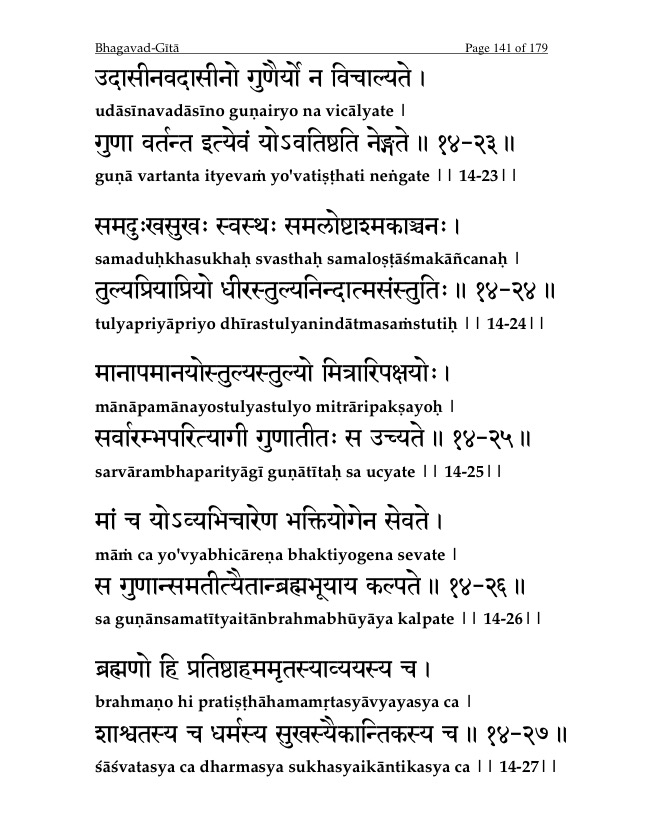 Bhagavad-Gītā Page 141 of 179
उदासीनवदासीनो गुणैर्यो न विचाल्यते ।
udāsīnavadāsīno guṇairyo na vicālyate |
गुणा वर्तन्त इत्येवं योऽवतिष्ठति नेङ्गते ॥ १४-२३॥
guṇā vartanta ityevaṁ yo'vatiṣṭhati neṅgate || 14-23||
समदुःखसुखः स्वस्थः समलोष्टाश्मकाञ्चनः ।
samaduḥkhasukhaḥ svasthaḥ samaloṣṭāśmakāñcanaḥ |
तुल्यप्रियाप्रियो धीरस्तुल्यनिन्दात्मसंस्तुतिः ॥ १४-२४॥
tulyapriyāpriyo dhīrastulyanindātmasaṁstutiḥ || 14-24||
मानापमानयोस्तुल्यस्तुल्यो मित्रारिपक्षयोः ।
mānāpamānayostulyastulyo mitrāripakṣayoḥ |
सर्वारम्भपरित्यागी गुणातीतः स उच्यते ॥ १४-२५॥
sarvārambhaparityāgī guṇātītaḥ sa ucyate || 14-25||
मां च योऽव्यभिचारेण भक्तियोगेन सेवते ।
māṁ ca yo'vyabhicāreṇa bhaktiyogena sevate |
स गुणान्समतीत्यैतान्ब्रह्मभूयाय कल्पते ॥ १४-२६॥
sa guṇānsamatītyaitānbrahmabhūyāya kalpate || 14-26||
ब्रह्मणो हि प्रतिष्ठाहममृतस्याव्ययस्य च ।
brahmaṇo hi pratiṣṭhāhamamṛtasyāvyayasya ca |
शाश्वतस्य च धर्मस्य सुखस्यैकान्तिकस्य च ॥ १४-२७॥
śāśvatasya ca dharmasya sukhasyaikāntikasya ca || 14-27||